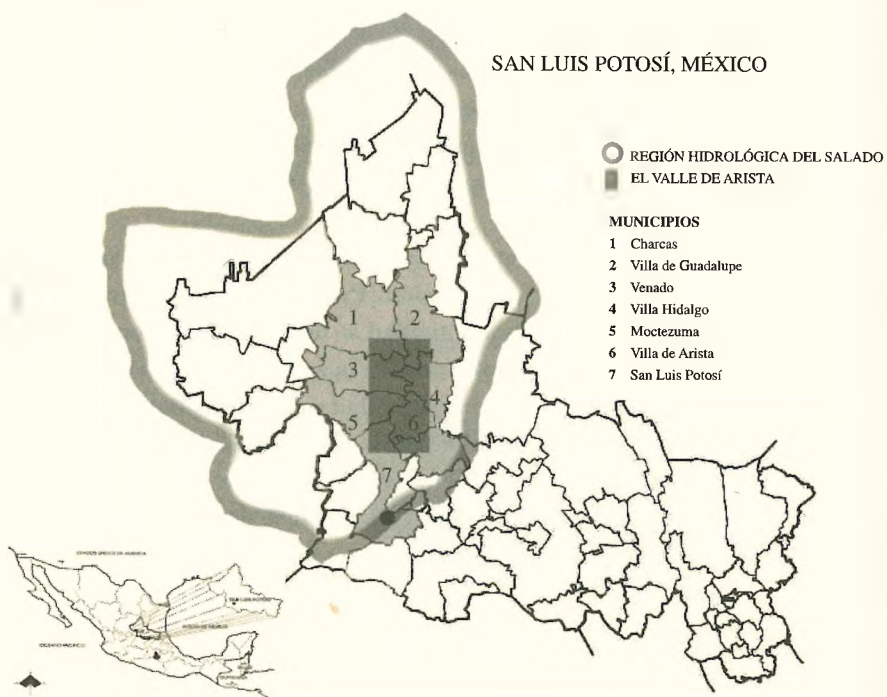 SAN LUIS POTOSÍ, MÉXICO
REGIÓN HIDROLÓGICA DEL SALADO
EL VALLE DE ARISTA
MUNICIPIOS
1 Charcas
2 Villa de Guadalupe
3 Venado
4 Villa Hidalgo
5 Moctezuma
6 Villa de Arista
7 San Luis Potosí
1
2
3
4
5
6
7